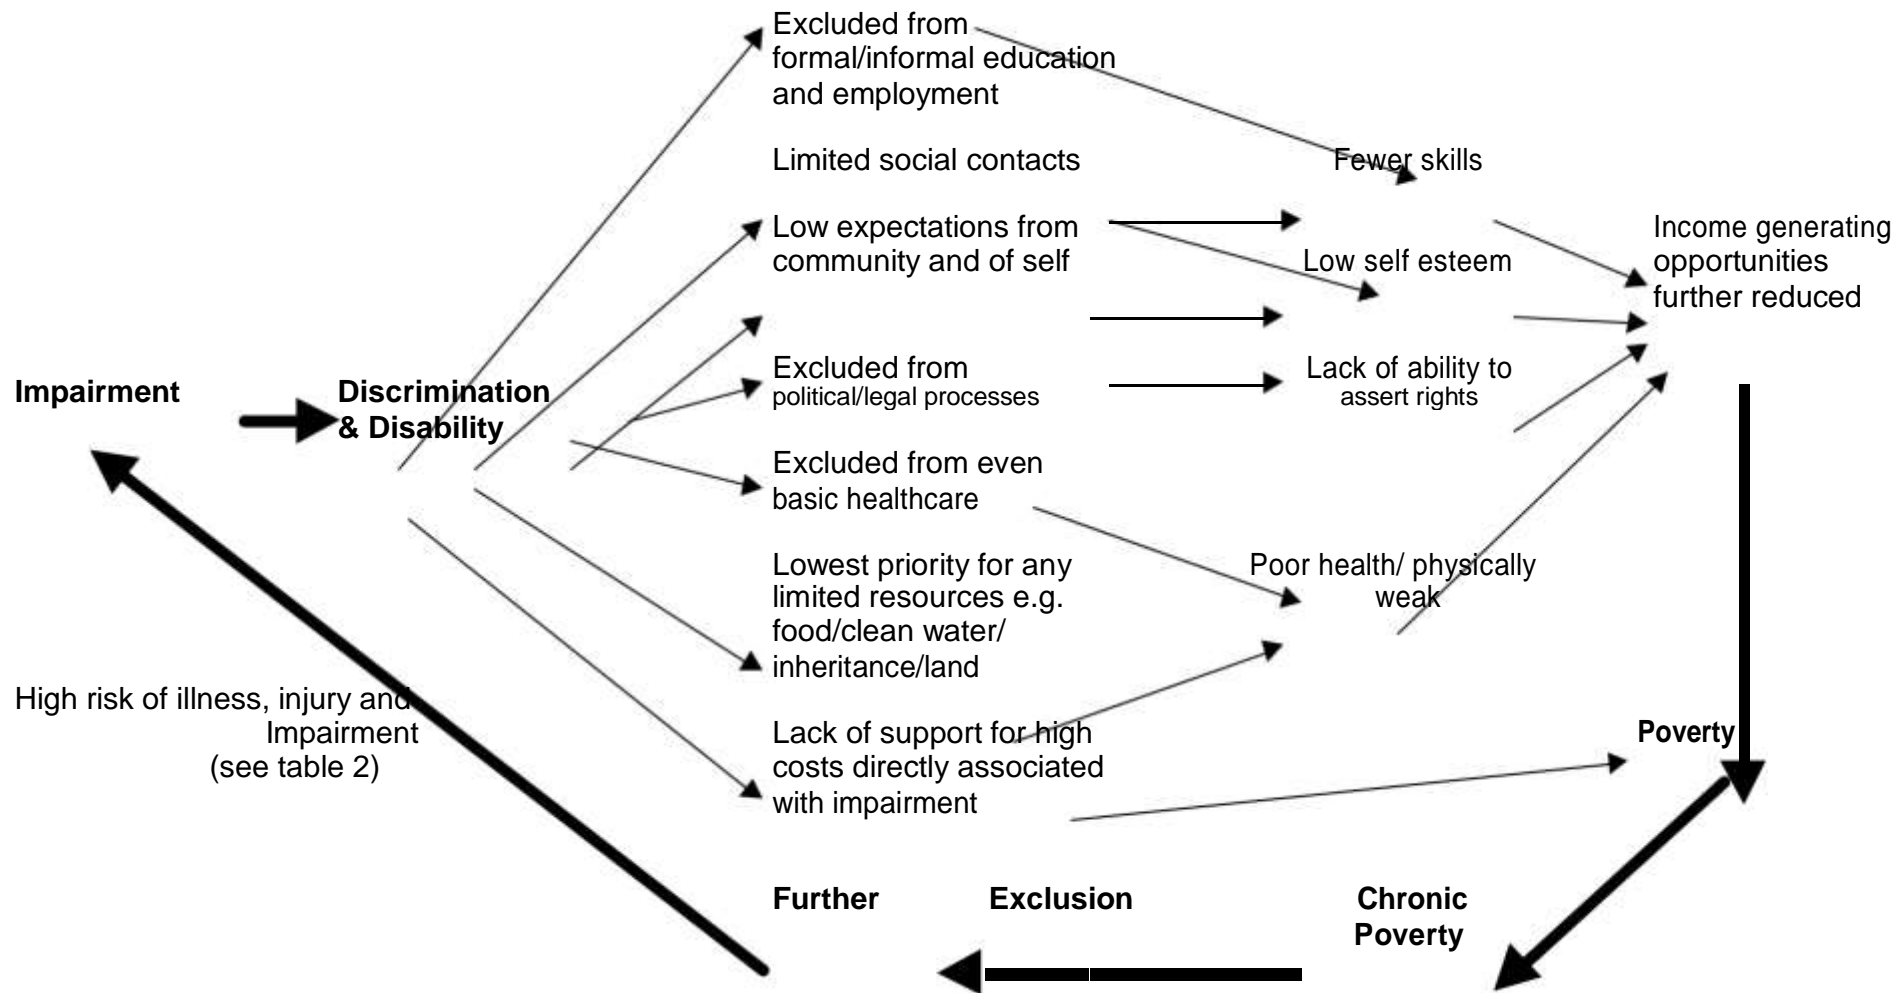 Excluded from
formal/informal education
and employment
Limited social contacts
Fewer skills
Low expectations from
community and of self
Low self esteem
Income generating
opportunities
further reduced
Impairment
Discrimination
& Disability
Excluded from
political/legal processes
Lack of ability to
assert rights
Excluded from even
basic healthcare
Lowest priority for any
limited resources e.g.
food/clean water/
inheritance/land
Poor health/ physically
weak
High risk of illness, injury and
Impairment
(see table 2)
Lack of support for high
costs directly associated
with impairment
Poverty
Further Exclusion
Chronic
Poverty